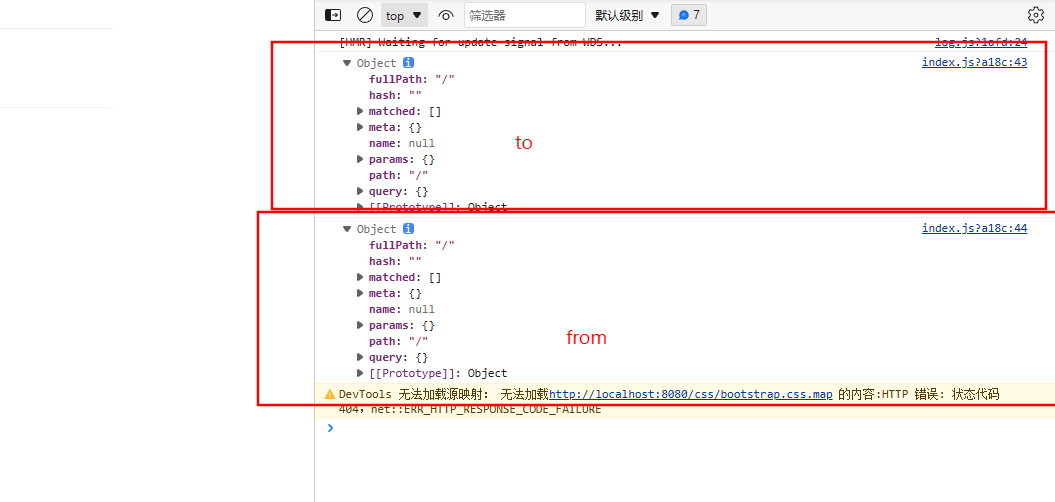 top 筛选器 默认级别 7
[HMR] Waiting for update signal from WDS... log.js?1afd:24
Object i index.js?a18c:43
fullPath: "/"
hash: ""
matched: []
meta: {}
name: null
to
params: {}
path: "/"
query: {}
[[Prototype]]: Object
Object i index.js?a18c:44
fullPath: "/"
hash: ""
matched: []
meta: {}
name: null
params: {}
from
path: "/"
query: {}
[[Prototype]]: Object
DevTools 无法加载源映射: 无法加载http://localhost:8080/css/bootstrap.css.map 的内容:HTTP 错误: 状态代码
404, net::ERR_HTTP_RESPONSE_CODE_FAILURE